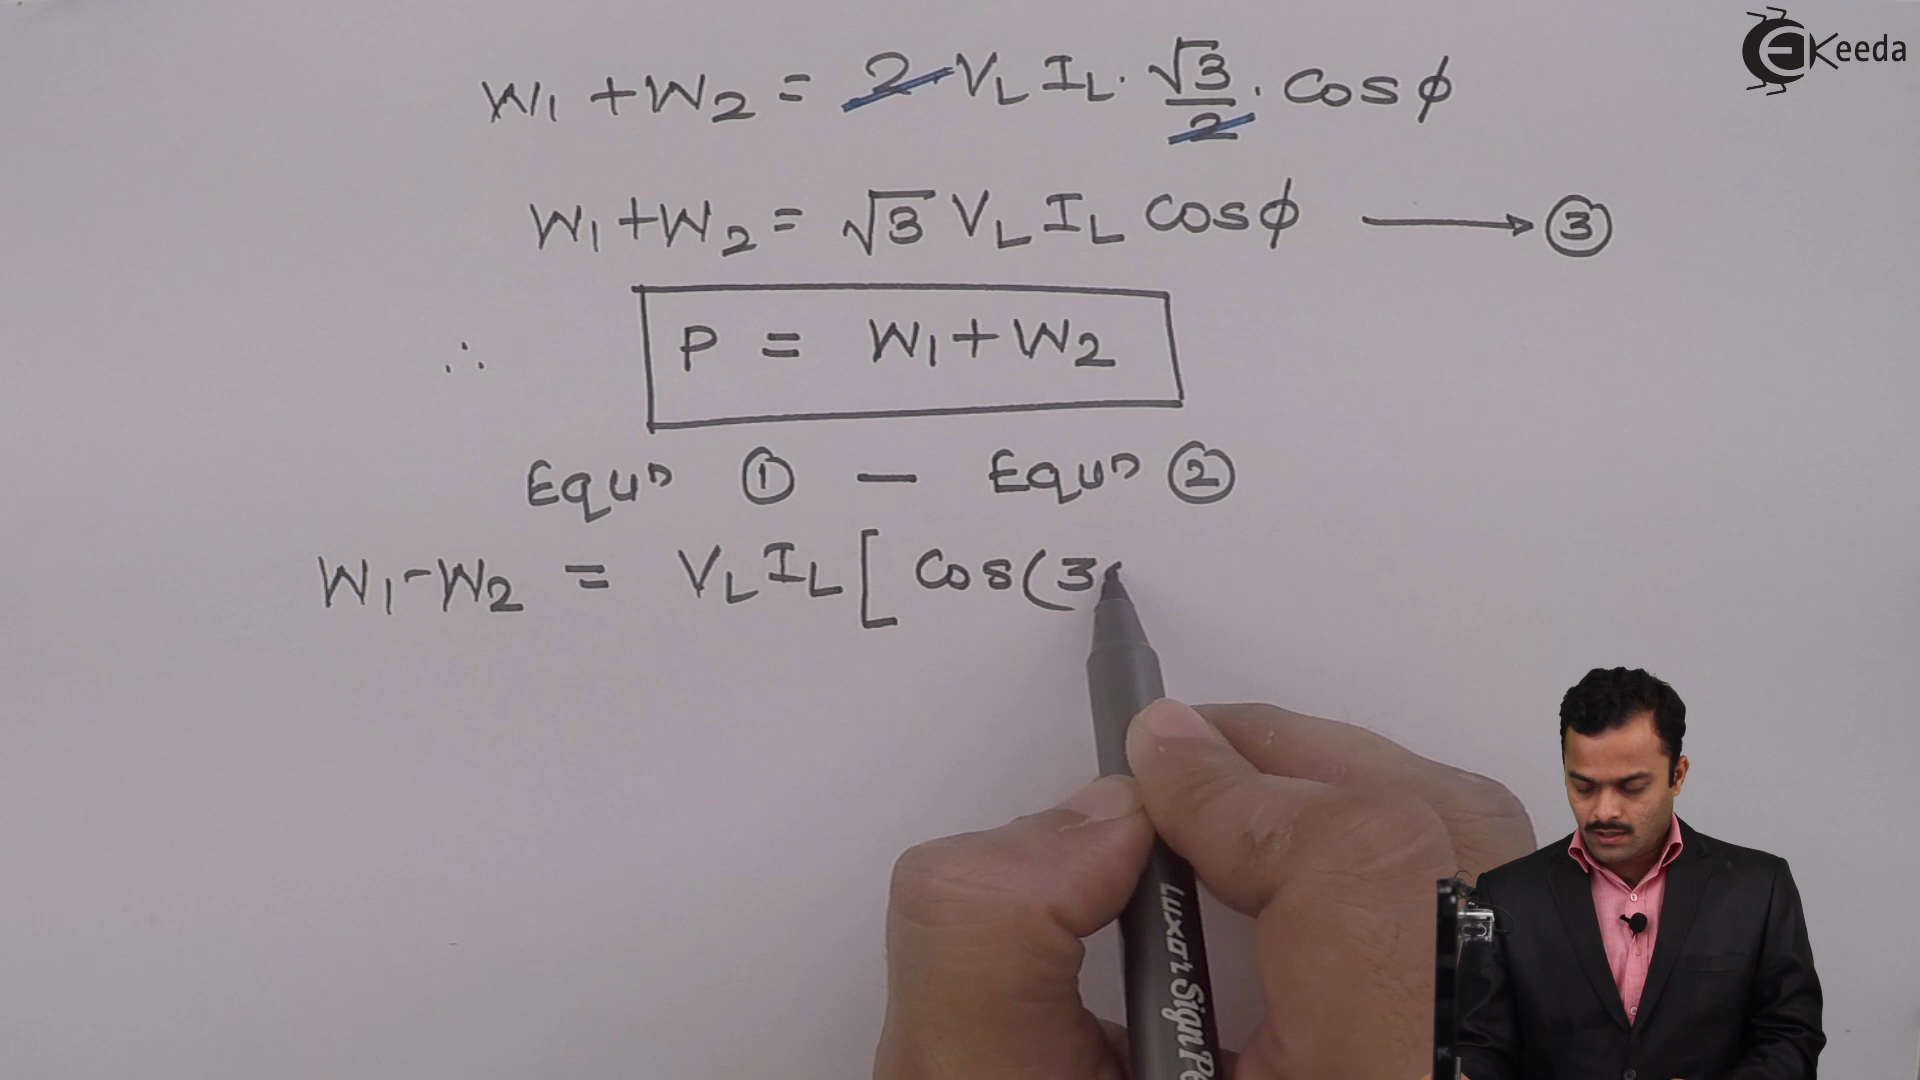 EKeeda
W1 + W2 = 2 · VL IL · √3/2 · Cos ϕ
W1 + W2 = √3 VL IL Cos ϕ → ③
∴ P = W1 + W2
Equn ① — Equn ②
W1 - W2 = VL IL [ Cos (3
Luxor Sign Pe